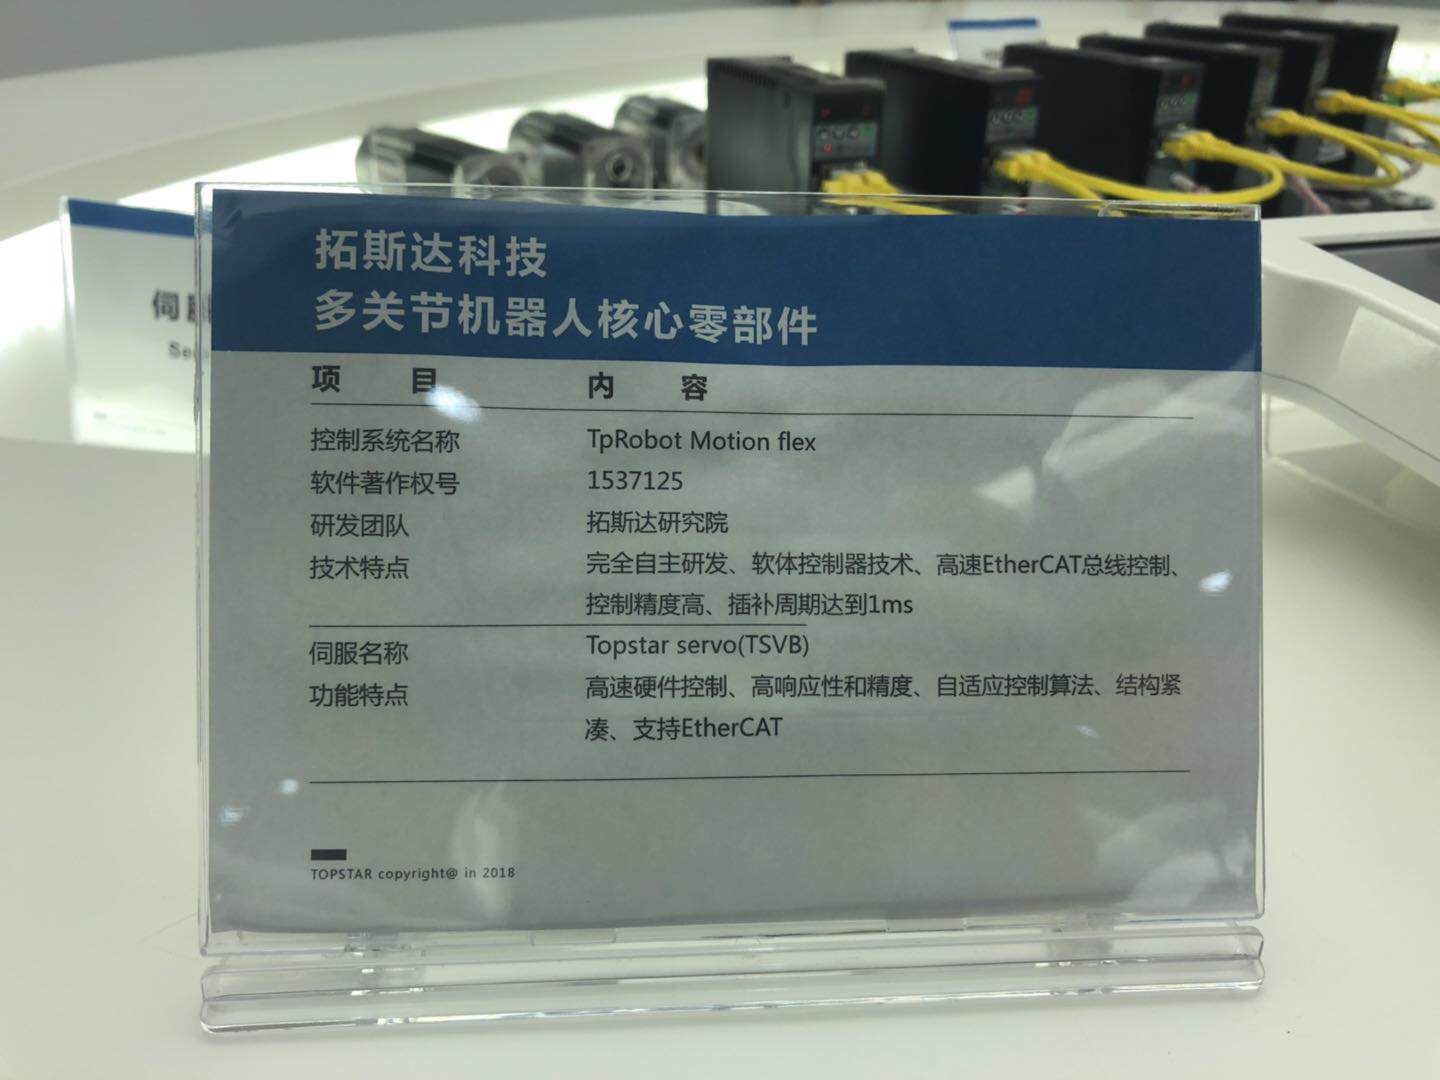 拓斯达科技
多关节机器人核心零部件
项 目 内 容
控制系统名称 TpRobot Motion flex
软件著作权号 1537125
研发团队 拓斯达研究院
技术特点 完全自主研发、软体控制器技术、高速EtherCAT总线控制、
控制精度高、插补周期达到1ms
伺服名称 Topstar servo(TSVB)
功能特点 高速硬件控制、高响应性和精度、自适应控制算法、结构紧
凑、支持EtherCAT
TOPSTAR copyright@ in 2018
伺服
Se